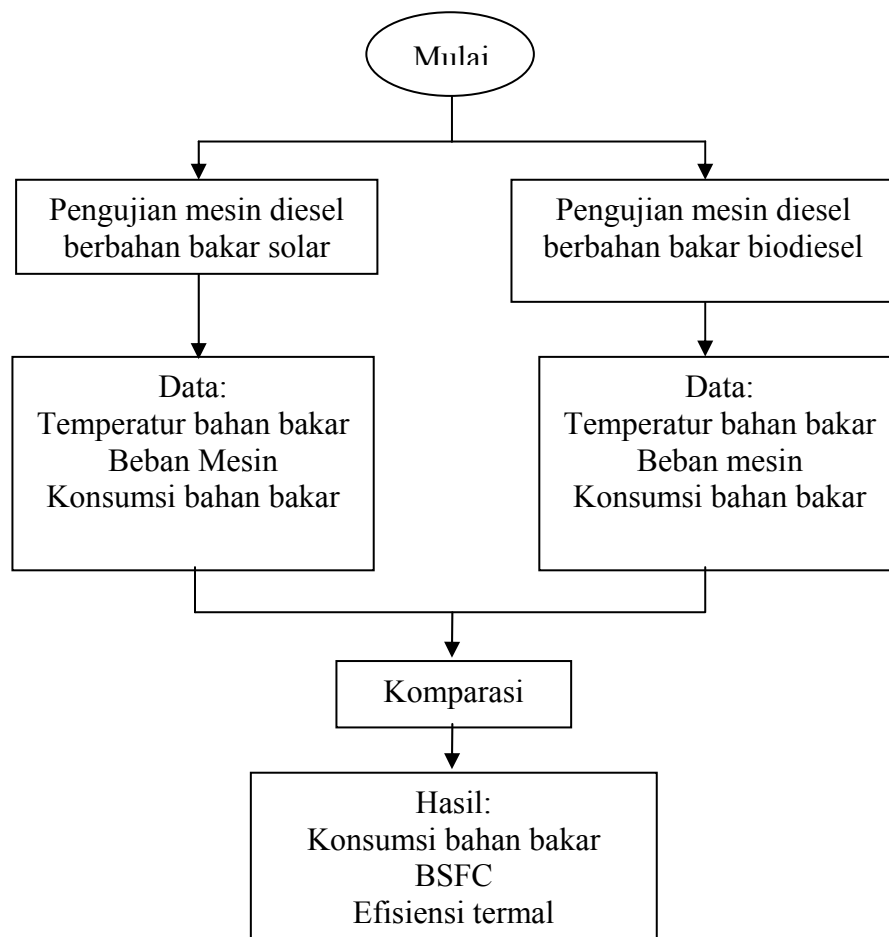 Mulai
Pengujian mesin diesel
berbahan bakar solar
Pengujian mesin diesel
berbahan bakar biodiesel
Data:
Temperatur bahan bakar
Beban Mesin
Konsumsi bahan bakar
Data:
Temperatur bahan bakar
Beban mesin
Konsumsi bahan bakar
Komparasi
Hasil:
Konsumsi bahan bakar
BSFC
Efisiensi termal